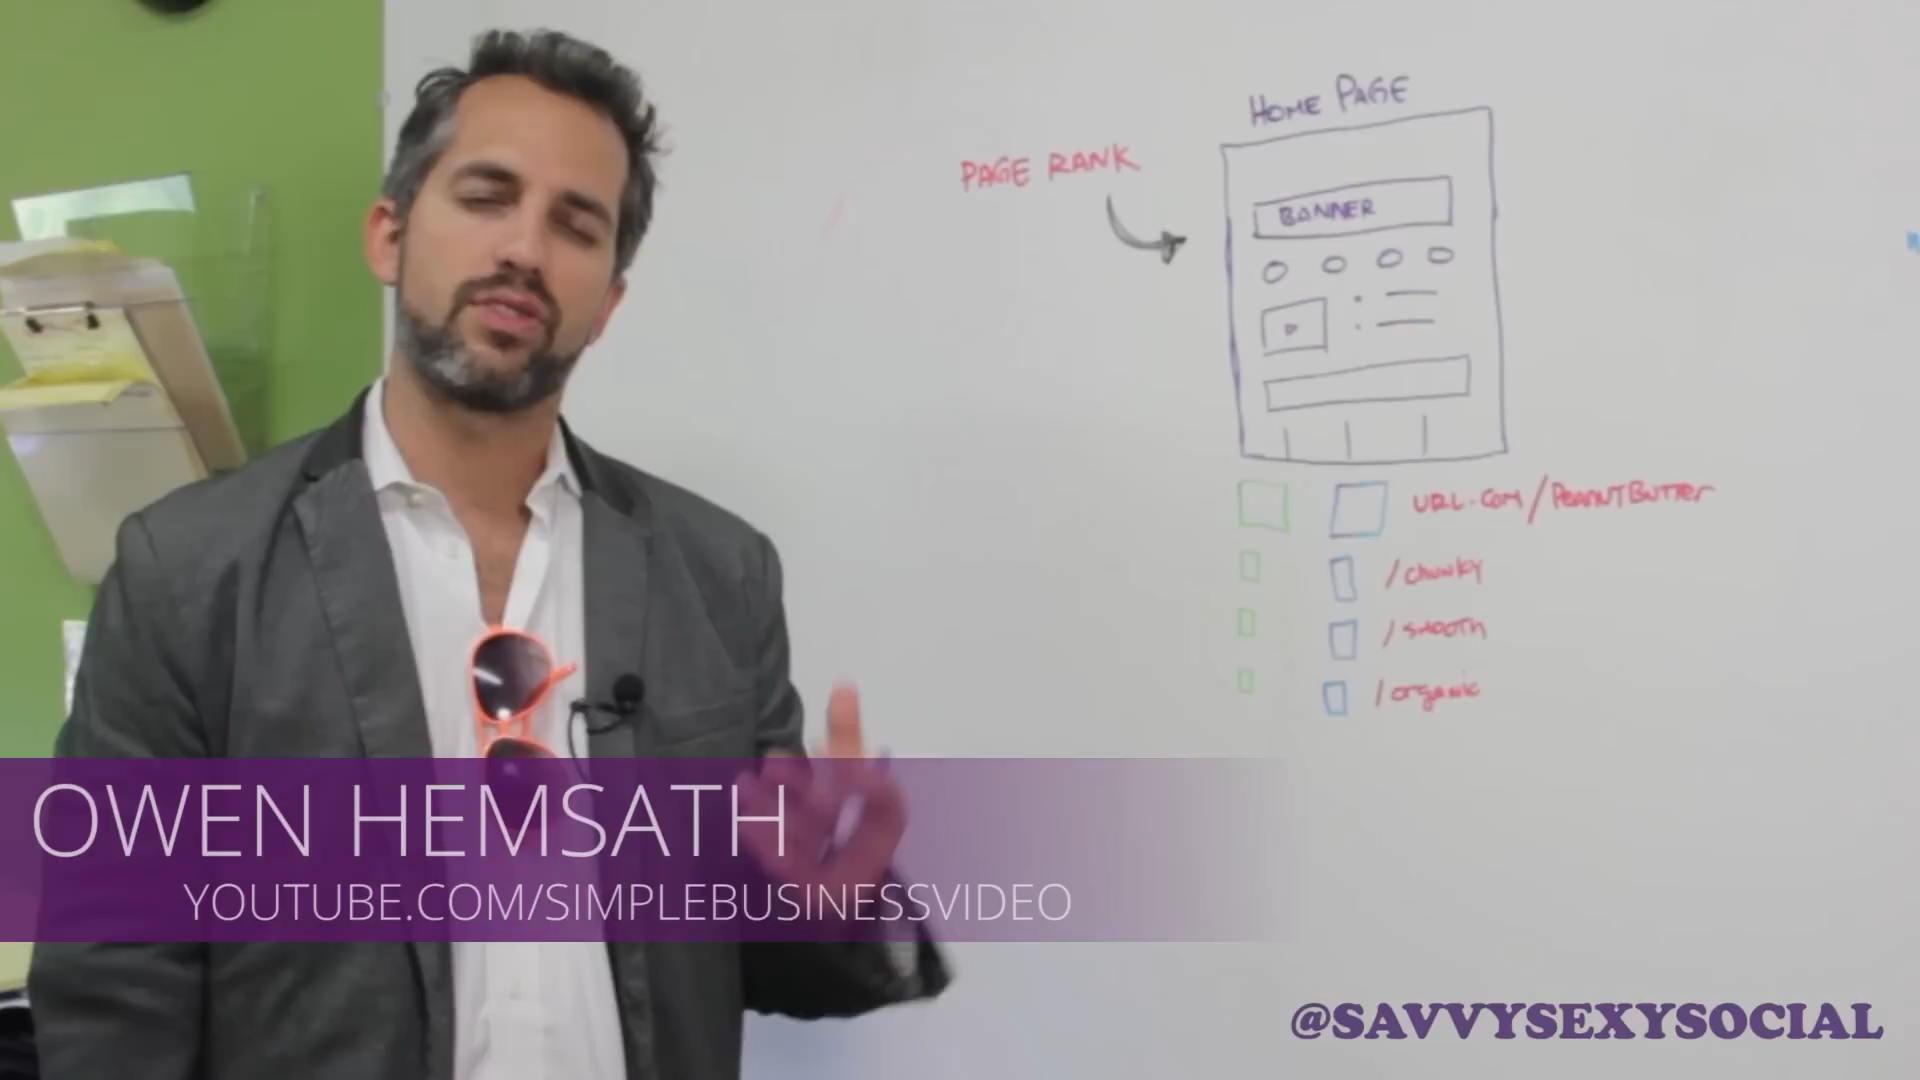 HOME PAGE
PAGE RANK
BANNER
URL.COM/PEANUTBUTTER
/chunky
/smooth
/organic
OWEN HEMSATH
YOUTUBE.COM/SIMPLEBUSINESSVIDEO
@SAVVYSEXYSOCIAL